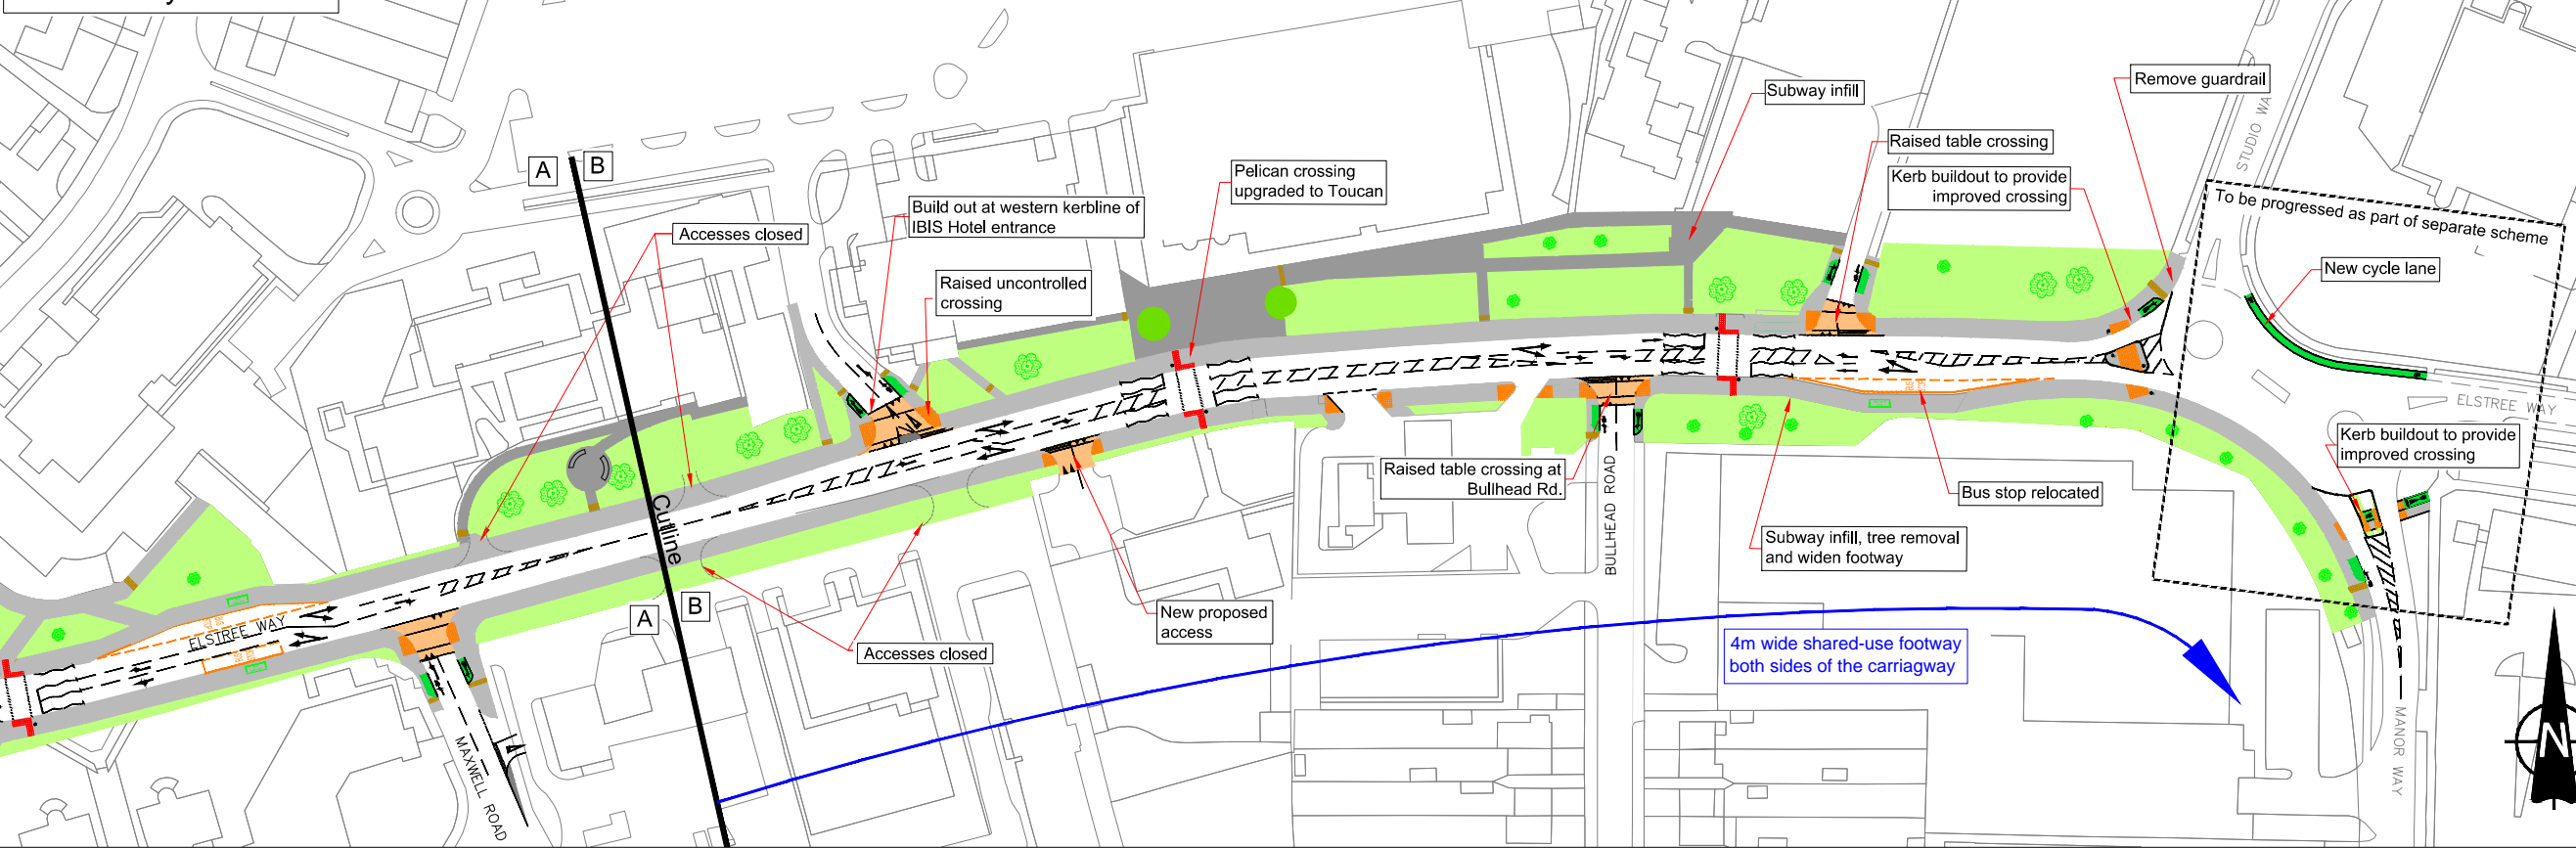 Remove guardrail
Subway infill
STUDIO WA
Raised table crossing
A
B
Pelican crossing
upgraded to Toucan
Kerb buildout to provide
improved crossing
To be progressed as part of separate scheme
Build out at western kerbline of
IBIS Hotel entrance
Accesses closed
New cycle lane
Raised uncontrolled
crossing
ELSTREE WAY
Kerb buildout to provide
improved crossing
Raised table crossing at
Bullhead Rd.
BULLHEAD ROAD
Bus stop relocated
Cutline
Subway infill, tree removal
and widen footway
A
B
New proposed
access
ELSTREE WAY
Accesses closed
4m wide shared-use footway
both sides of the carriagway
MAXWELL ROAD
MANOR WAY
N